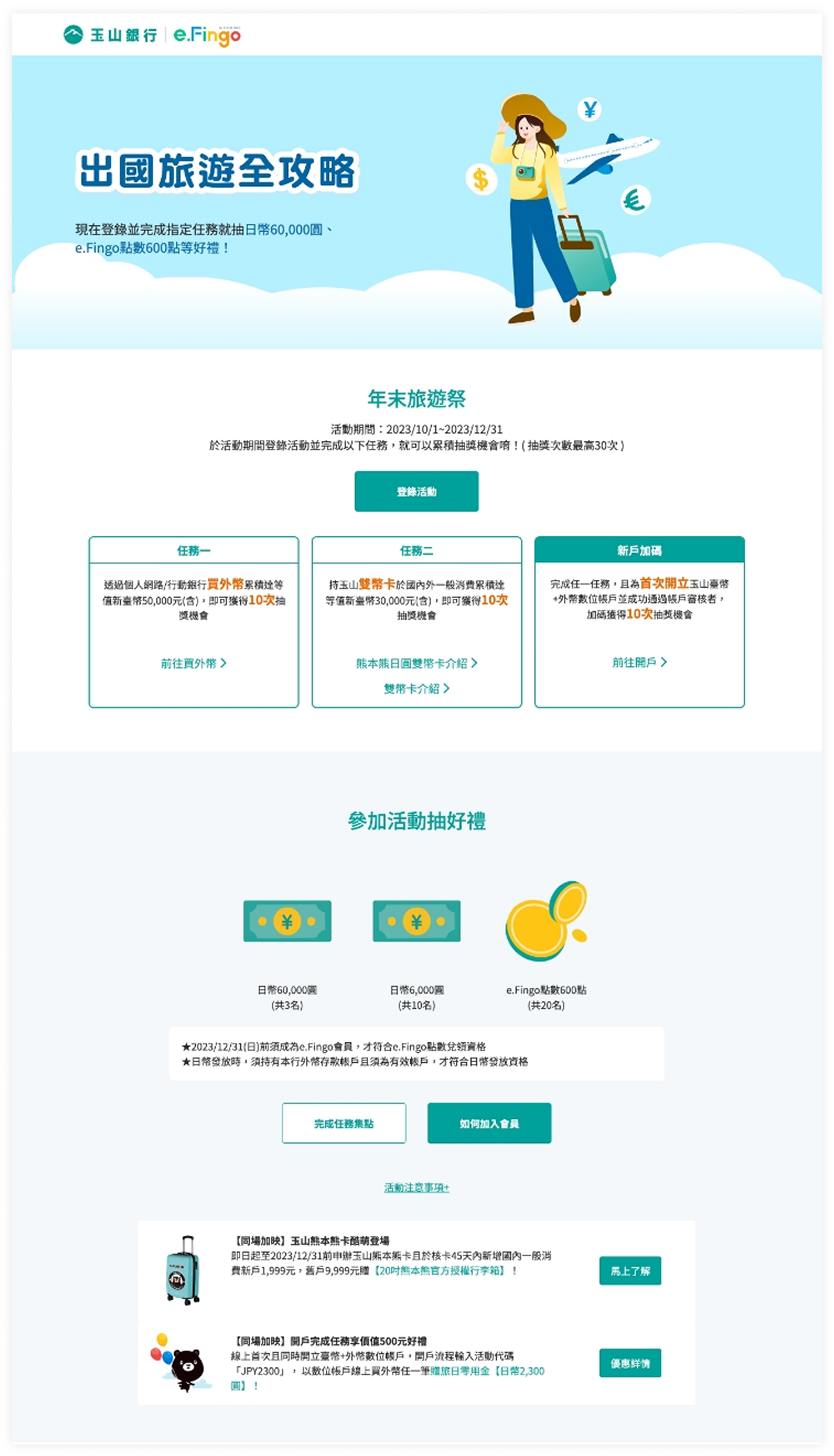 玉山銀行 e.Fingo
出國旅遊全攻略
現在登錄並完成指定任務就抽日幣60,000圓、
e.Fingo點數600點等好禮！
年末旅遊祭
活動期間：2023/10/1~2023/12/31
於活動期間登錄活動並完成以下任務，就可以累積抽獎機會唷！( 抽獎次數最高30次 )
登錄活動
任務一
透過個人網路/行動銀行買外幣累積達等
值新臺幣50,000元(含)，即可獲得10次抽
獎機會
前往買外幣
任務二
持玉山雙幣卡於國內外一般消費累積達
等值新臺幣30,000元(含)，即可獲得10次
抽獎機會
熊本熊日圓雙幣卡介紹
雙幣卡介紹
新戶加碼
完成任一任務，且為首次開立玉山臺幣
+外幣數位帳戶並成功通過帳戶審核者，
加碼獲得10次抽獎機會
前往開戶
參加活動抽好禮
日幣60,000圓
(共3名)
日幣6,000圓
(共10名)
e.Fingo點數600點
(共20名)
★2023/12/31(日)前須成為e.Fingo會員，才符合e.Fingo點數兌領資格
★日幣發放時，須持有本行外幣存款帳戶且須為有效帳戶，才符合日幣發放資格
完成任務集點
如何加入會員
活動注意事項+
【同場加映】玉山熊本熊卡酷萌登場
即日起至2023/12/31前申辦玉山熊本熊卡且於核卡45天內新增國內一般消
費新戶1,999元，舊戶9,999元贈【20吋熊本熊官方授權行李箱】！
馬上了解
【同場加映】開戶完成任務享價值500元好禮
線上首次且同時開立臺幣+外幣數位帳戶，開戶流程輸入活動代碼
「JPY2300」， 以數位帳戶線上買外幣任一筆贈旅日零用金【日幣2,300
圓】！
優惠詳情